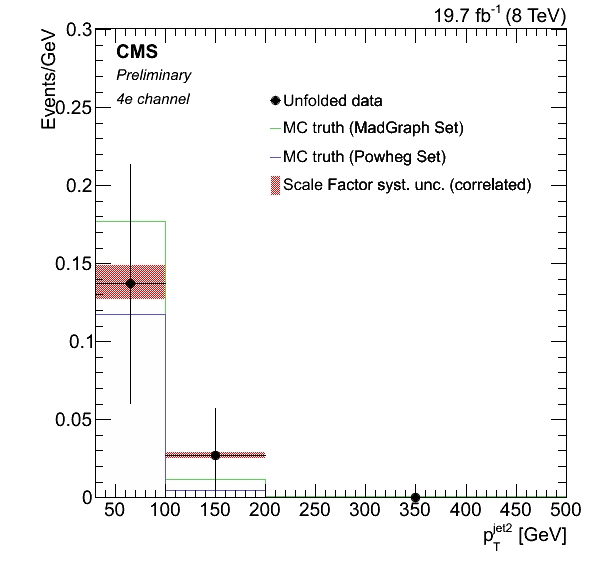 19.7 fb⁻¹ (8 TeV)
Events/GeV
CMS
Preliminary
4e channel
Unfolded data
MC truth (MadGraph Set)
MC truth (Powheg Set)
Scale Factor syst. unc. (correlated)
0.3
0.25
0.2
0.15
0.1
0.05
0
50 100 150 200 250 300 350 400 450 500
p_T^jet2 [GeV]